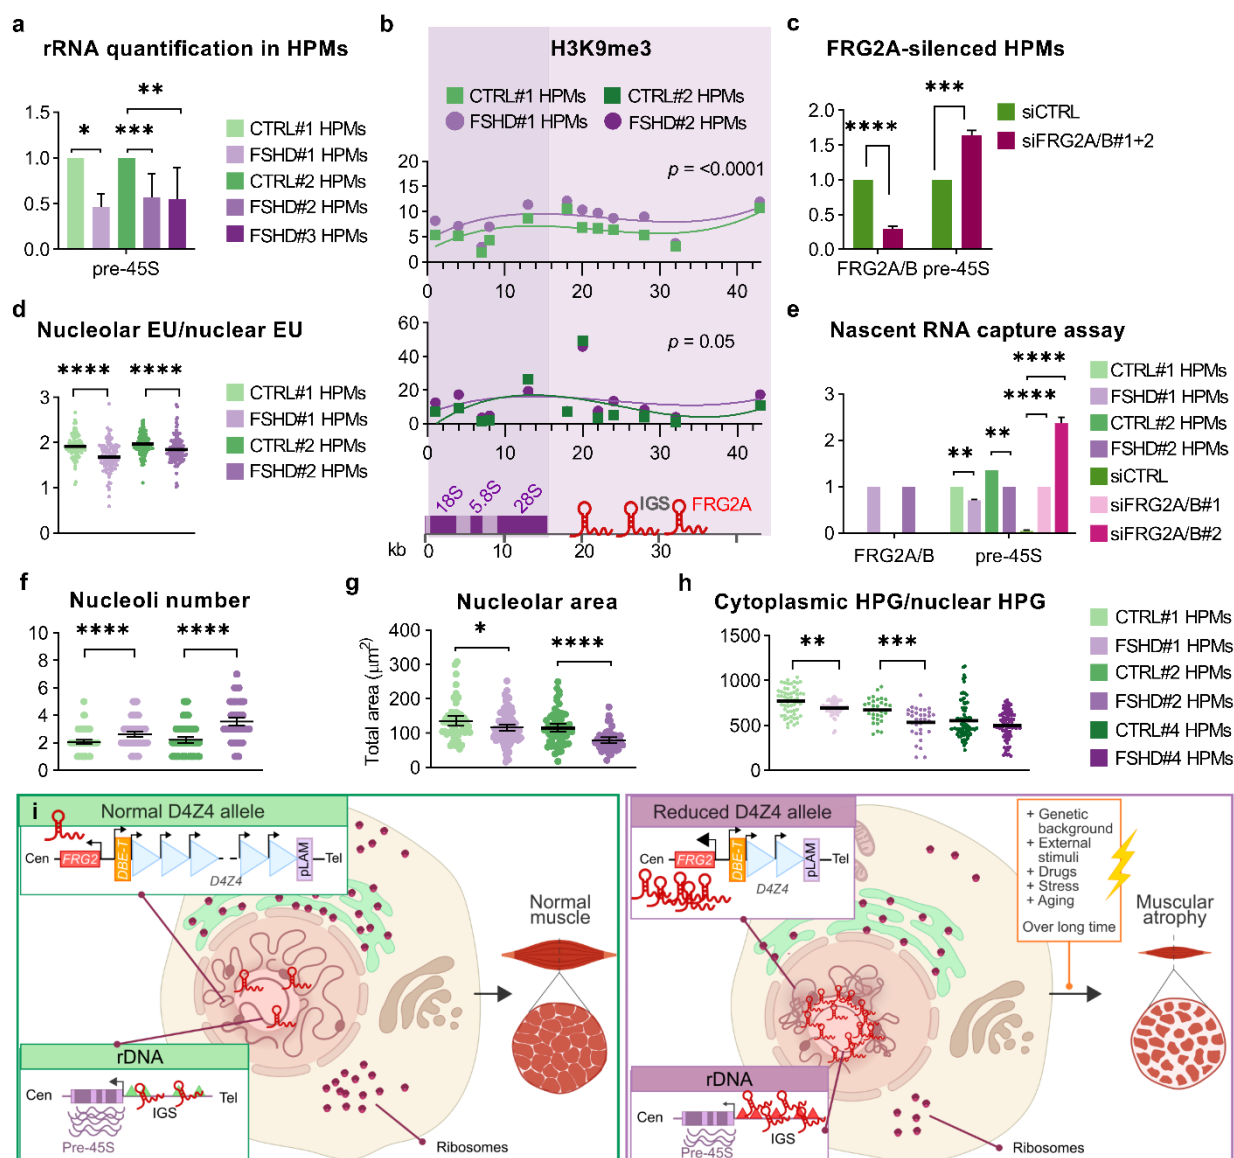 a
rRNA quantification in HPMs
**
* ***
1.5
1.0
0.5
0.0
pre-45S
CTRL#1 HPMs
FSHD#1 HPMs
CTRL#2 HPMs
FSHD#2 HPMs
FSHD#3 HPMs
b
H3K9me3
CTRL#1 HPMs CTRL#2 HPMs
FSHD#1 HPMs FSHD#2 HPMs
p = <0.0001
20
15
10
5
0
0 10 20 30 40
p = 0.05
60
40
20
0
18S 5.8S 28S
IGS FRG2A
kb 0 10 20 30 40
c
FRG2A-silenced HPMs
***
****
2.0
1.5
1.0
0.5
0.0
FRG2A/B pre-45S
siCTRL
siFRG2A/B#1+2
d
Nucleolar EU/nuclear EU
**** ****
3
2
1
0
CTRL#1 HPMs
FSHD#1 HPMs
CTRL#2 HPMs
FSHD#2 HPMs
e
Nascent RNA capture assay
****
****
** **
3
2
1
0
FRG2A/B pre-45S
CTRL#1 HPMs
FSHD#1 HPMs
CTRL#2 HPMs
FSHD#2 HPMs
siCTRL
siFRG2A/B#1
siFRG2A/B#2
f
Nucleoli number
**** ****
10
8
6
4
2
0
g
Nucleolar area
* ****
Total area (μm²)
400
300
200
100
0
h
Cytoplasmic HPG/nuclear HPG
** ***
1500
1000
500
0
CTRL#1 HPMs
FSHD#1 HPMs
CTRL#2 HPMs
FSHD#2 HPMs
CTRL#4 HPMs
FSHD#4 HPMs
i
Normal D4Z4 allele
Cen FRG2 DBE-T D4Z4 pLAM Tel
Normal
muscle
rDNA
Cen IGS Tel
Pre-45S
Ribosomes
Reduced D4Z4 allele
Cen FRG2 DBE-T D4Z4 pLAM Tel
+ Genetic
background
+ External
stimuli
+ Drugs
+ Stress
+ Aging
Over long time
Muscular
atrophy
rDNA
Cen IGS Tel
Pre-45S
Ribosomes